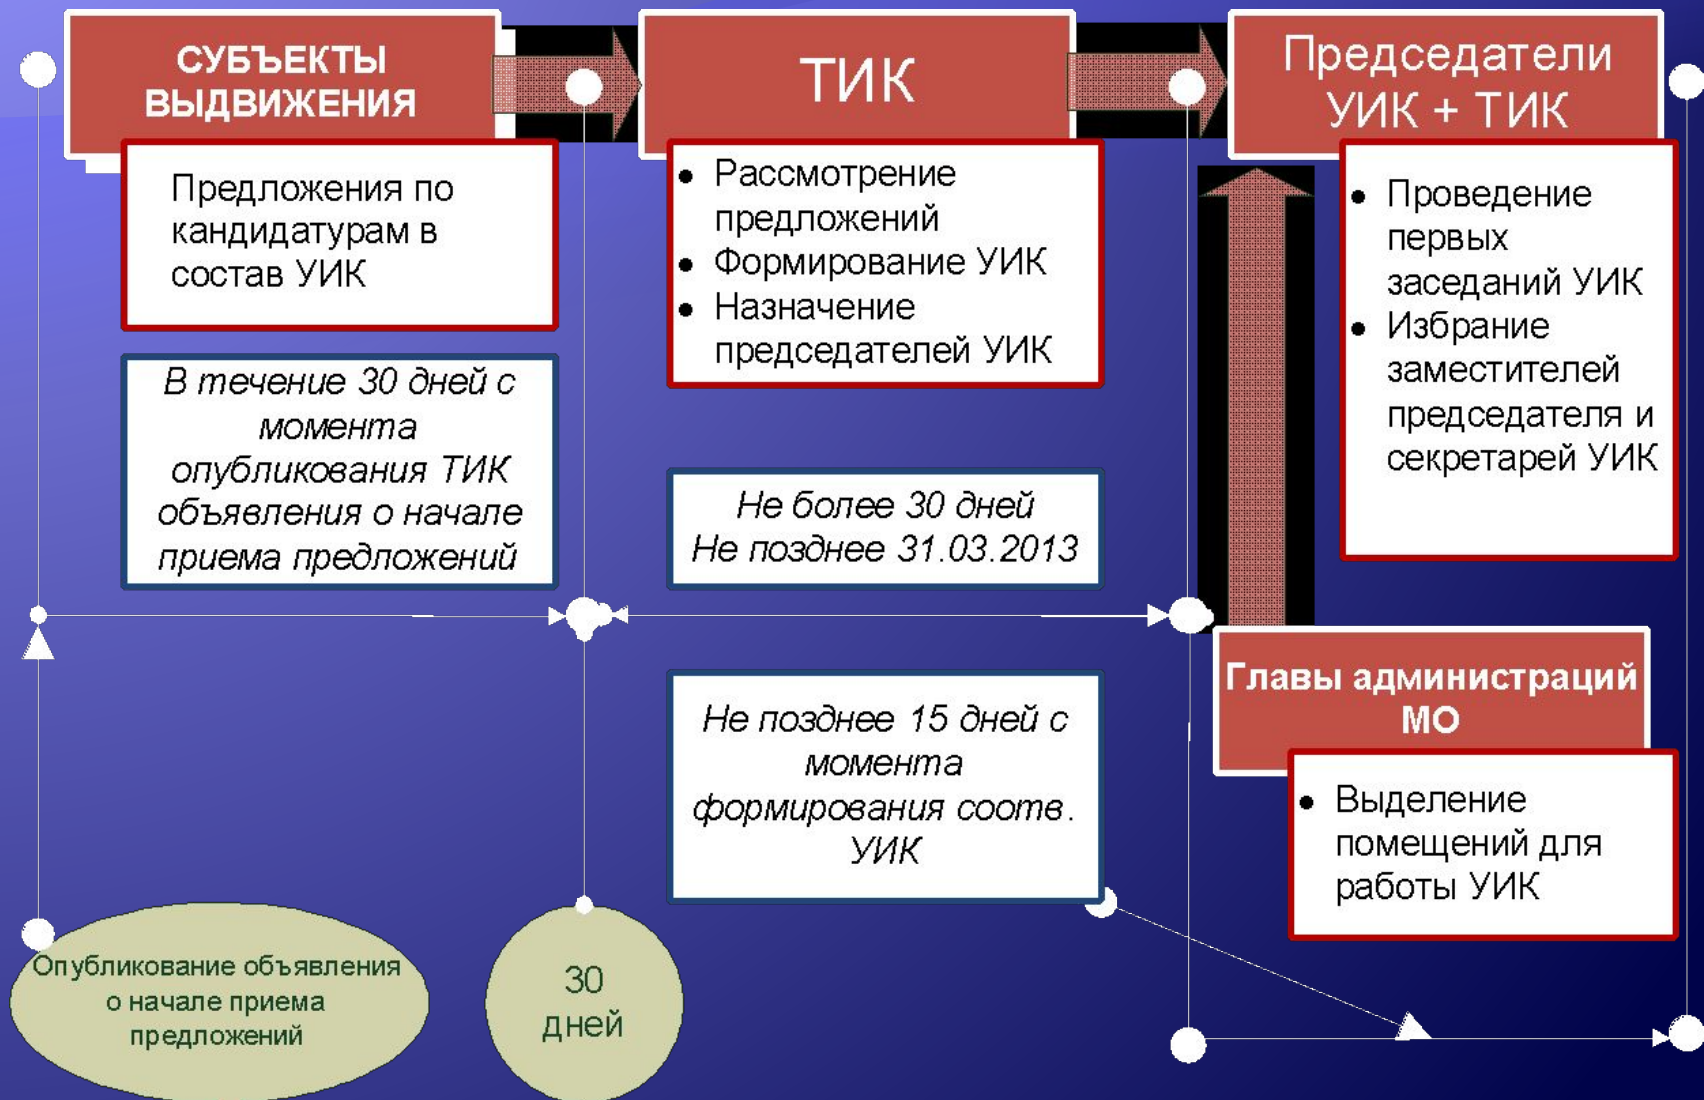 СУБЪЕКТЫ
ВЫДВИЖЕНИЯ
Предложения по
кандидатурам в
состав УИК
В течение 30 дней с
момента
опубликования ТИК
объявления о начале
приема предложений
ТИК
Рассмотрение
предложений
Формирование УИК
Назначение
председателей УИК
Не более 30 дней
Не позднее 31.03.2013
Не позднее 15 дней с
момента
формирования соотв.
УИК
Председатели
УИК + ТИК
Проведение
первых
заседаний УИК
Избрание
заместителей
председателя и
секретарей УИК
Главы администраций
МО
Выделение
помещений для
работы УИК
Опубликование объявления
о начале приема
предложений
30
дней